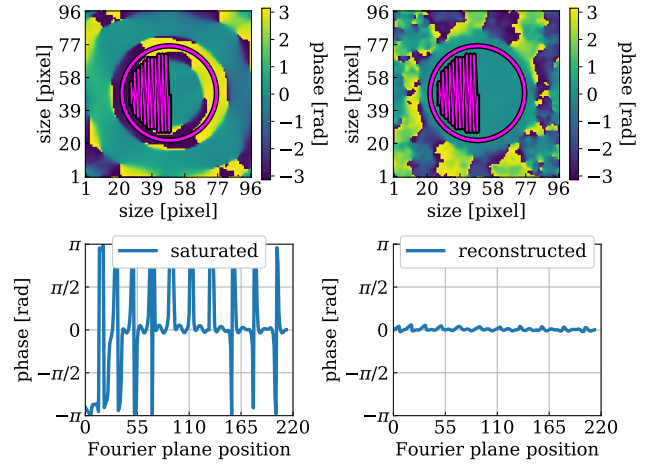 96
77
58
39
20
1
size [pixel]
1 20 39 58 77 96
size [pixel]
3
2
1
0
−1
−2
−3
phase [rad]
96
77
58
39
20
1
size [pixel]
1 20 39 58 77 96
size [pixel]
3
2
1
0
−1
−2
−3
phase [rad]
saturated
π
π/2
0
−π/2
−π
phase [rad]
0 55 110 165 220
Fourier plane position
reconstructed
π
π/2
0
−π/2
−π
phase [rad]
0 55 110 165 220
Fourier plane position